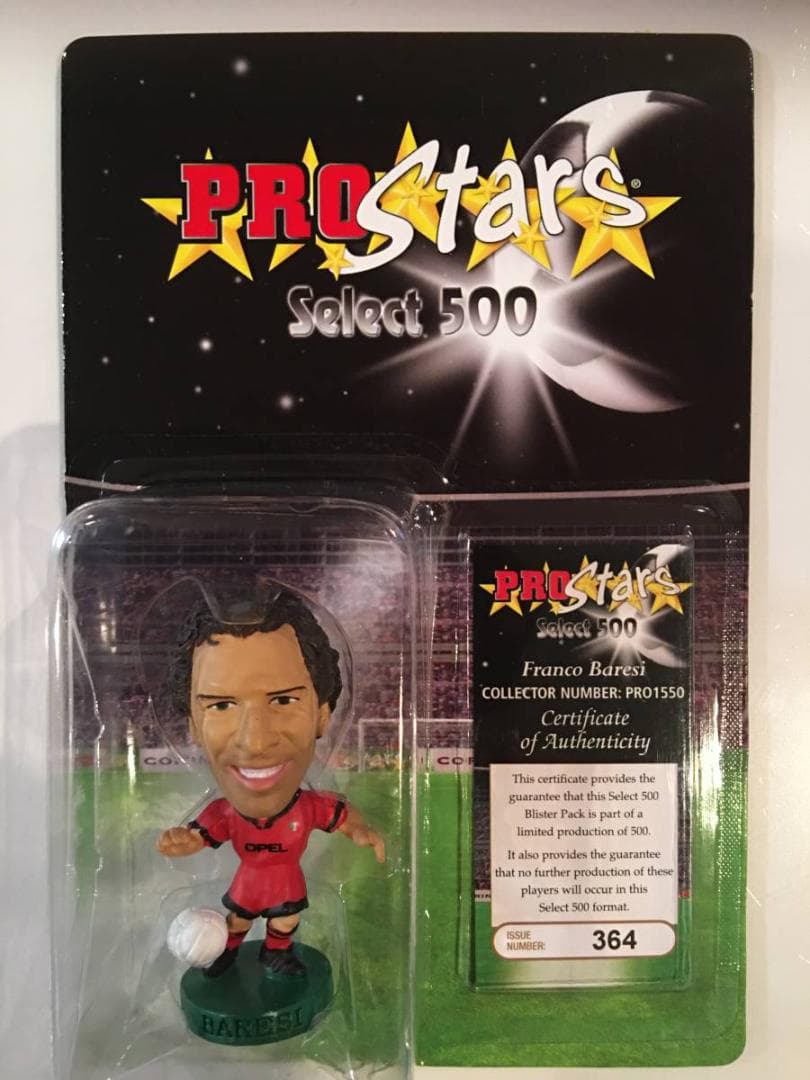 PROStars®
Select 500
PROStars
Select 500
Franco Baresi
COLLECTOR NUMBER: PRO1550
Certificate
of Authenticity
This certificate provides the
guarantee that this Select 500
Blister Pack is part of a
limited production of 500.
It also provides the guarantee
that no further production of these
players will occur in this
Select 500 format.
ISSUE
NUMBER:
364
OPEL
BARESI